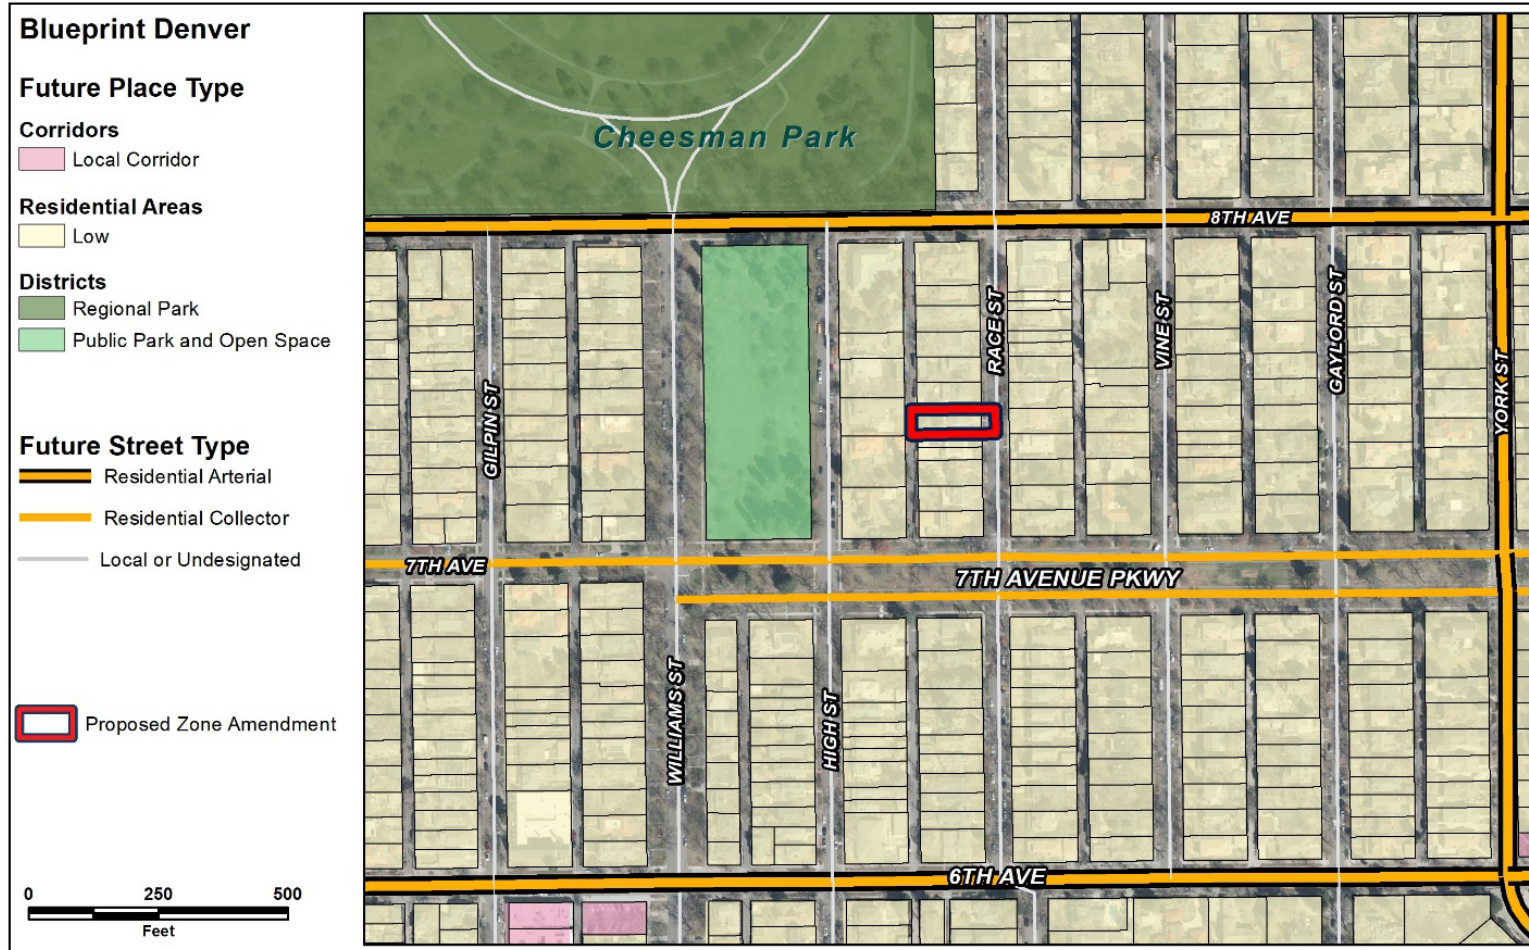 Blueprint Denver
Future Place Type
Corridors
Local Corridor
Residential Areas
Low
Districts
Regional Park
Public Park and Open Space
Future Street Type
Residential Arterial
Residential Collector
Local or Undesignated
Proposed Zone Amendment
0 250 500
Feet
Cheesman Park
8TH AVE
RACE ST
VINE ST
GAYLORD ST
YORK ST
GILPIN ST
7TH AVE
7TH AVENUE PKWY
WILLIAMS ST
HIGH ST
6TH AVE